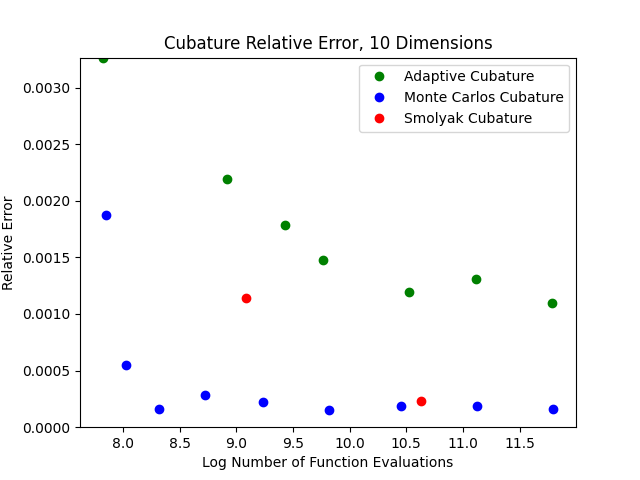 Cubature Relative Error, 10 Dimensions
Adaptive Cubature
Monte Carlos Cubature
Smolyak Cubature
Relative Error
0.0030
0.0025
0.0020
0.0015
0.0010
0.0005
0.0000
8.0 8.5 9.0 9.5 10.0 10.5 11.0 11.5
Log Number of Function Evaluations